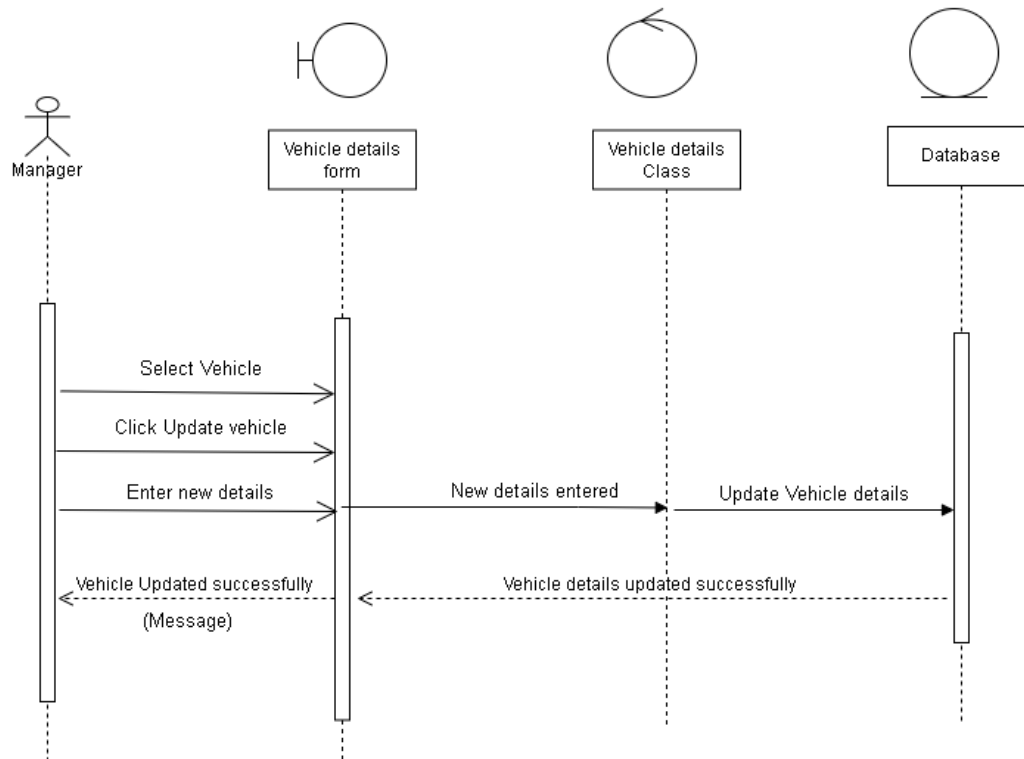 Manager
Vehicle details
form
Vehicle details
Class
Database
Select Vehicle
Click Update vehicle
Enter new details
New details entered
Update Vehicle details
Vehicle Updated successfully
(Message)
Vehicle details updated successfully